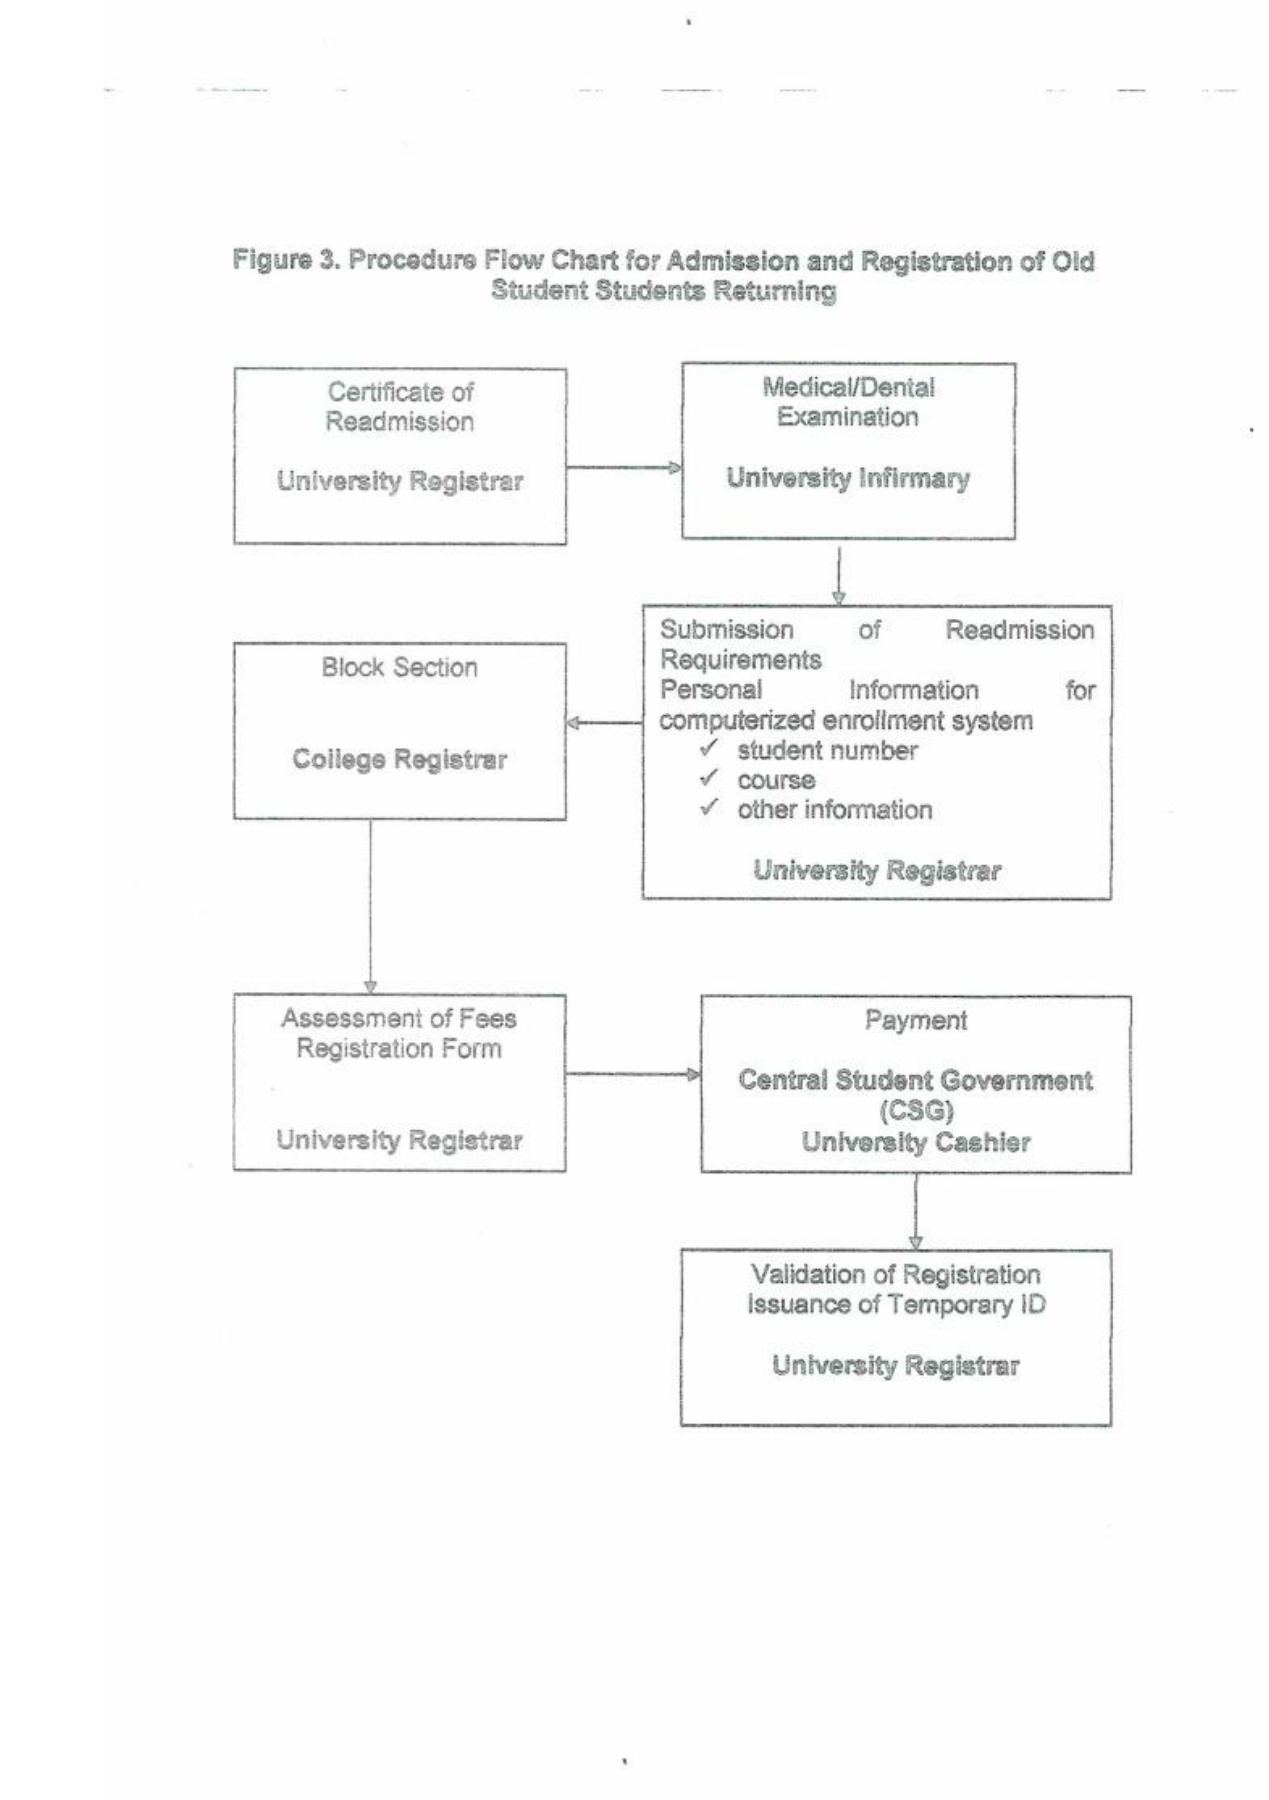 Figure 3. Procedure Flow Chart for Admission and Registration of Old
Student Students Returning
Certificate of
Readmission
University Registrar
Medical/Dental
Examination
University Infirmary
Submission of Readmission
Requirements
Personal Information for
computerized enrollment system
✓ student number
✓ course
✓ other information
University Registrar
Block Section
College Registrar
Assessment of Fees
Registration Form
University Registrar
Payment
Central Student Government
(CSG)
University Cashier
Validation of Registration
Issuance of Temporary ID
University Registrar